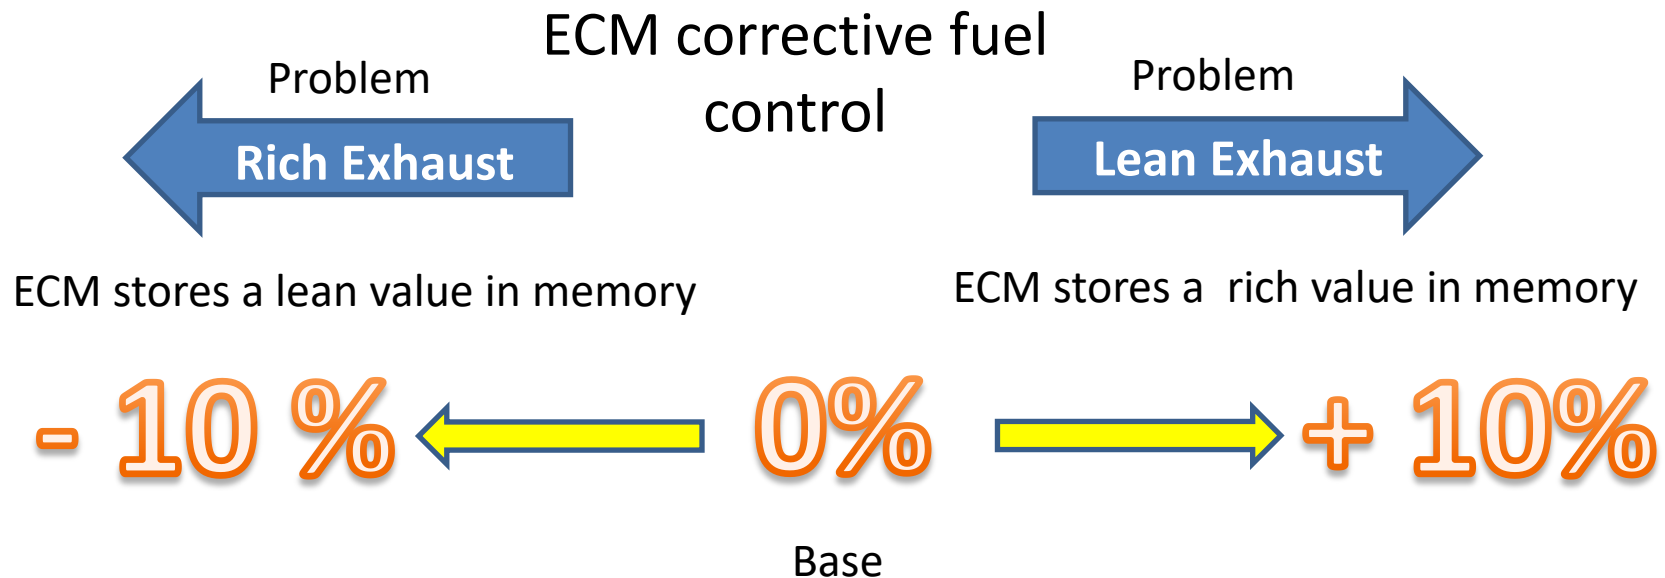 ECM corrective fuel
control
Problem
Rich Exhaust
Problem
Lean Exhaust
ECM stores a lean value in memory
ECM stores a  rich value in memory
- 10 %
0%
+ 10%
Base